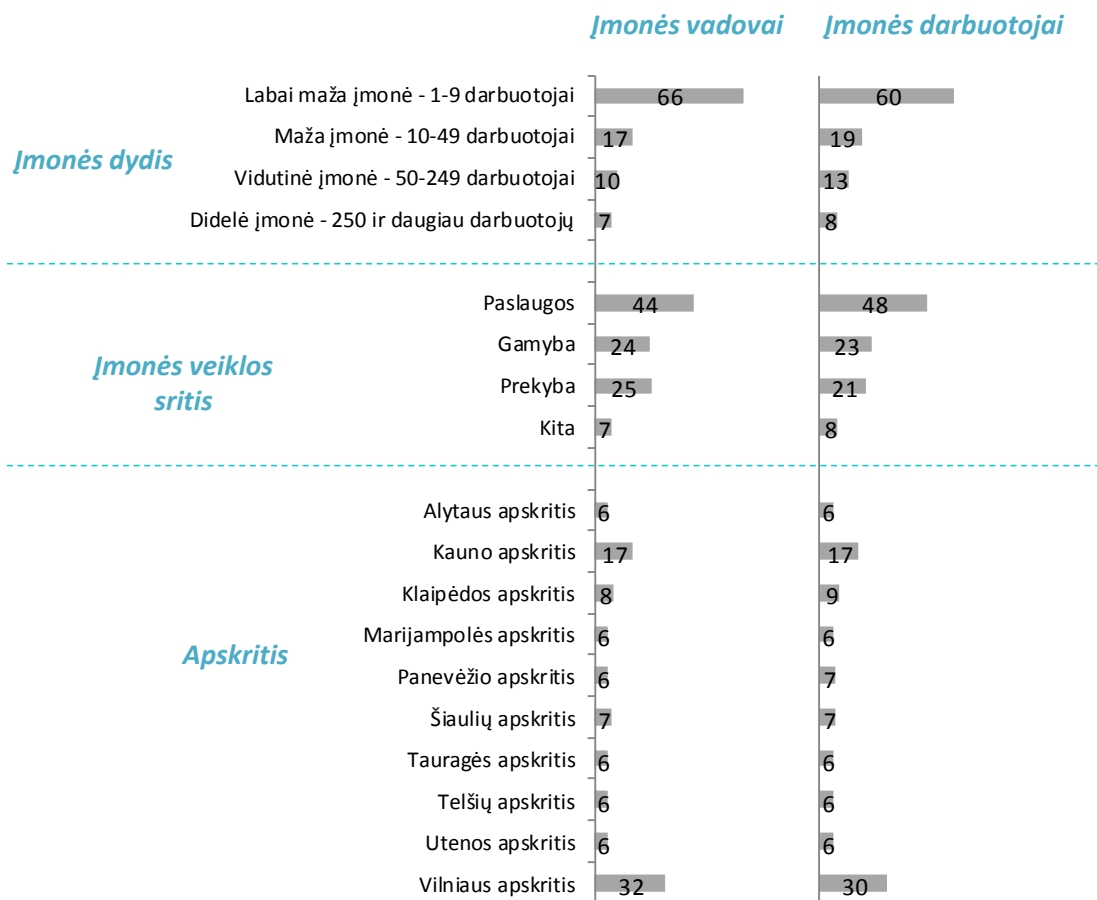 Įmonės vadovai Įmonės darbuotojai
Įmonės dydis
Labai maža įmonė - 1-9 darbuotojai 66 60
Maža įmonė - 10-49 darbuotojai 17 19
Vidutinė įmonė - 50-249 darbuotojai 10 13
Didelė įmonė - 250 ir daugiau darbuotojų 7 8
Įmonės veiklos
sritis
Paslaugos 44 48
Gamyba 24 23
Prekyba 25 21
Kita 7 8
Apskritis
Alytaus apskritis 6 6
Kauno apskritis 17 17
Klaipėdos apskritis 8 9
Marijampolės apskritis 6 6
Panevėžio apskritis 6 7
Šiaulių apskritis 7 7
Tauragės apskritis 6 6
Telšių apskritis 6 6
Utenos apskritis 6 6
Vilniaus apskritis 32 30